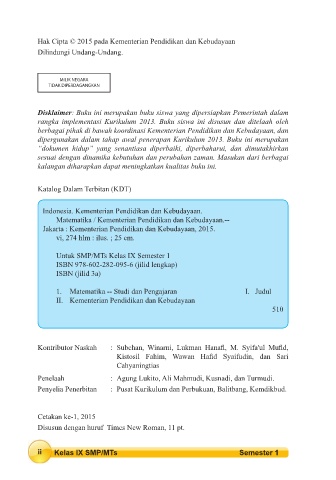 Hak Cipta © 2015 pada Kementerian Pendidikan dan Kebudayaan
Dilindungi Undang-Undang.
MILIK NEGARA
TIDAK DIPERDAGANGKAN
Disklaimer: Buku ini merupakan buku siswa yang dipersiapkan Pemerintah dalam
rangka implementasi Kurikulum 2013. Buku siswa ini disusun dan ditelaah oleh
berbagai pihak di bawah koordinasi Kementerian Pendidikan dan Kebudayaan, dan
dipergunakan dalam tahap awal penerapan Kurikulum 2013. Buku ini merupakan
“dokumen hidup” yang senantiasa diperbaiki, diperbaharui, dan dimutakhirkan
sesuai dengan dinamika kebutuhan dan perubahan zaman. Masukan dari berbagai
kalangan diharapkan dapat meningkatkan kualitas buku ini.
Katalog Dalam Terbitan (KDT)
Indonesia. Kementerian Pendidikan dan Kebudayaan.
Matematika / Kementerian Pendidikan dan Kebudayaan.--
Jakarta : Kementerian Pendidikan dan Kebudayaan, 2015.
vi, 274 hlm : ilus. ; 25 cm.
Untuk SMP/MTs Kelas IX Semester 1
ISBN 978-602-282-095-6 (jilid lengkap)
ISBN (jilid 3a)
1. Matematika -- Studi dan Pengajaran I. Judul
II. Kementerian Pendidikan dan Kebudayaan
510
Kontributor Naskah : Subchan, Winarni, Lukman Hanafi, M. Syifa'ul Mufid,
Kistosil Fahim, Wawan Hafid Syaifudin, dan Sari
Cahyaningtias
Penelaah : Agung Lukito, Ali Mahmudi, Kusnadi, dan Turmudi.
Penyelia Penerbitan : Pusat Kurikulum dan Perbukuan, Balitbang, Kemdikbud.
Cetakan ke-1, 2015
Disusun dengan huruf Times New Roman, 11 pt.
ii Kelas IX SMP/MTs Semester 1